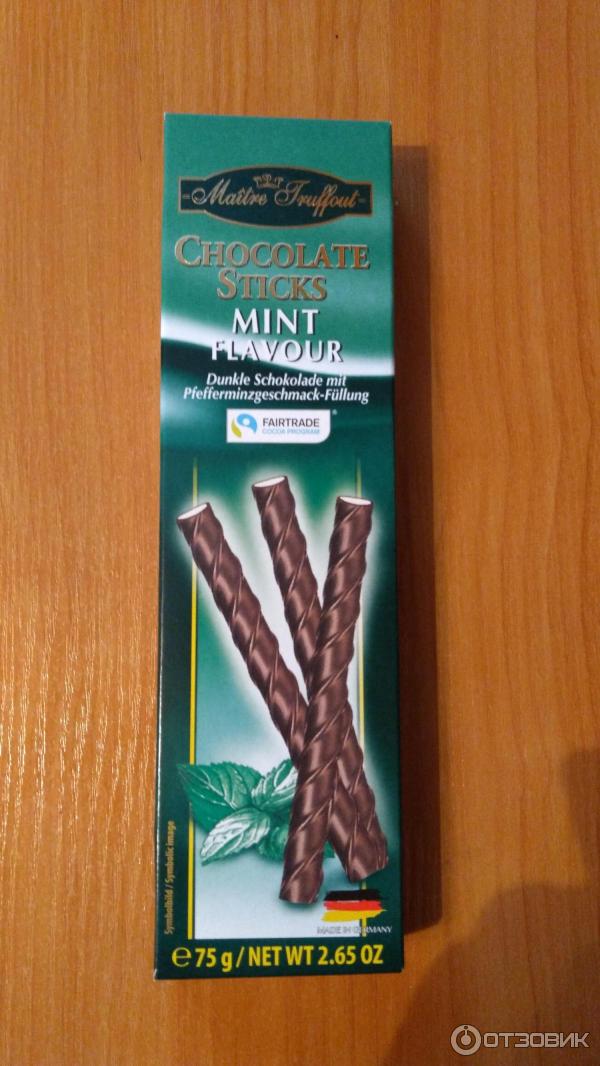 Maître Truffout
CHOCOLATE
STICKS
MINT
FLAVOUR
Dunkle Schokolade mit
Pfefferminzgeschmack-Füllung
FAIRTRADE
COCOA PROGRAM
®
Symbolbild / Symbolic image
MADE IN GERMANY
e 75 g / NET WT 2.65 OZ
ОТЗОВИК